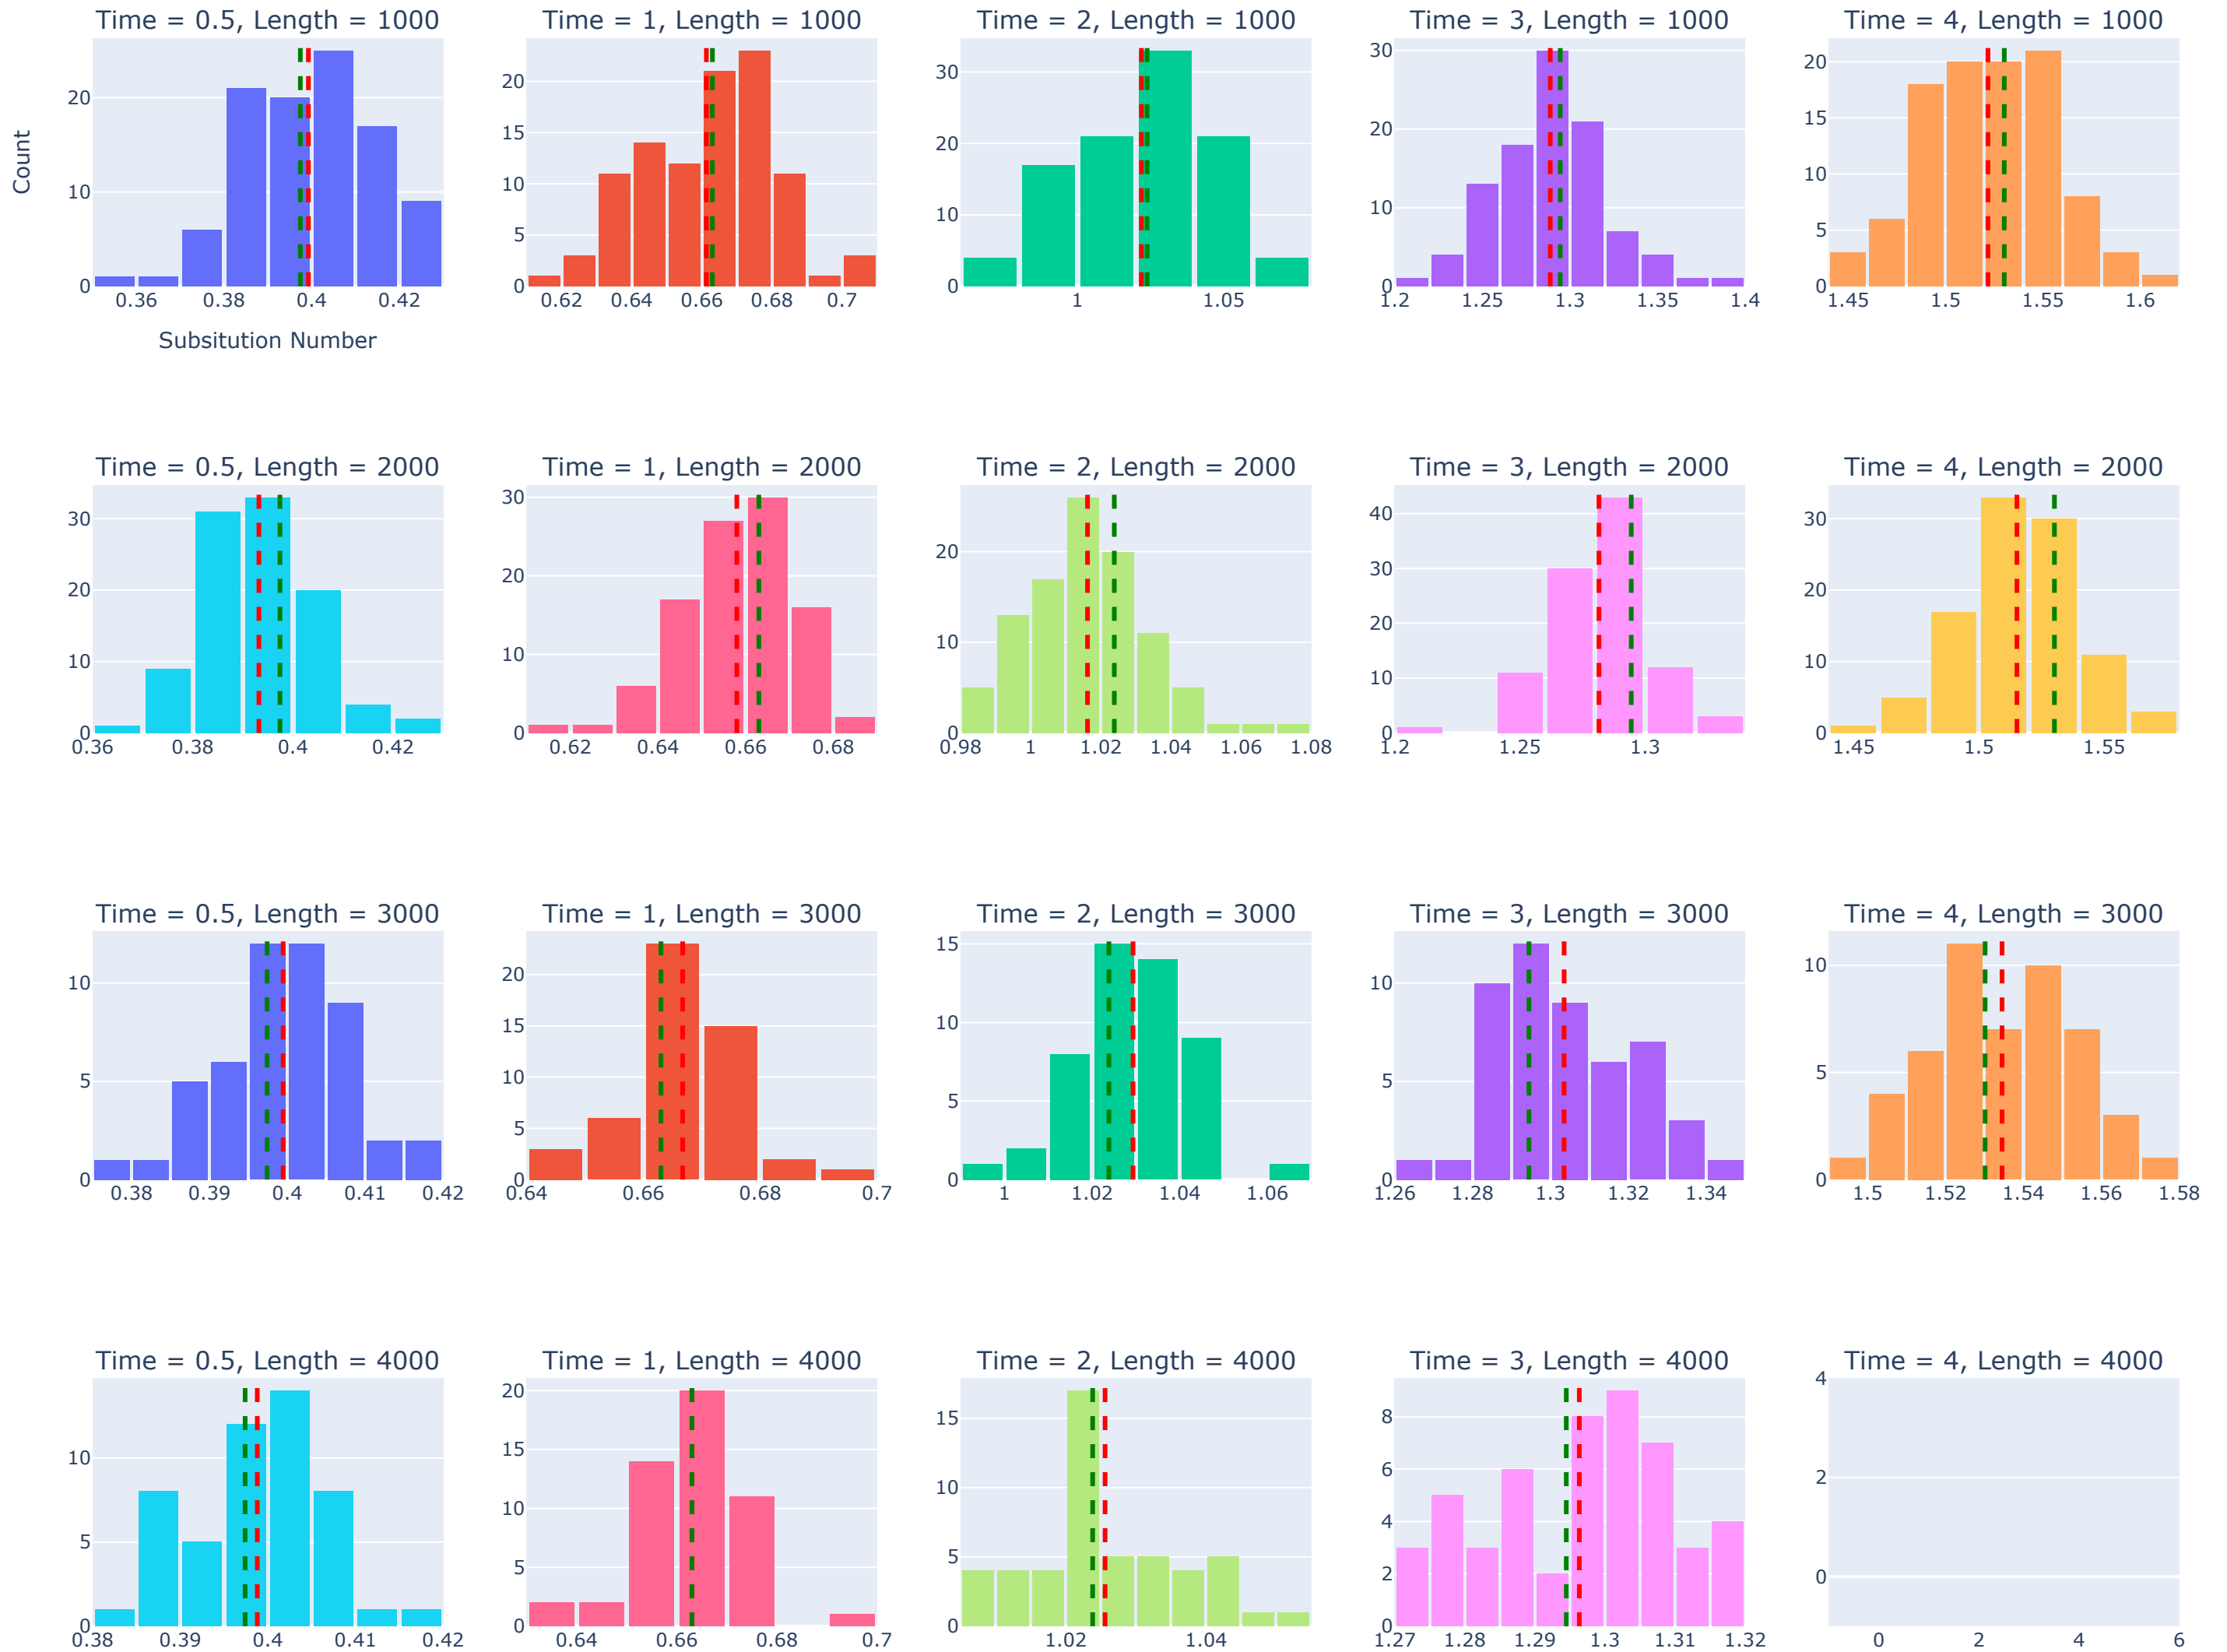 Time = 0.5, Length = 1000
Time = 1, Length = 1000
Time = 2, Length = 1000
Time = 3, Length = 1000
Time = 4, Length = 1000
Count
20
10
0
0.36 0.38 0.4 0.42
Subsitution Number
20
15
10
5
0
0.62 0.64 0.66 0.68 0.7
30
20
10
0
1 1.05
30
20
10
0
1.2 1.25 1.3 1.35 1.4
20
15
10
5
0
1.45 1.5 1.55 1.6
Time = 0.5, Length = 2000
Time = 1, Length = 2000
Time = 2, Length = 2000
Time = 3, Length = 2000
Time = 4, Length = 2000
30
20
10
0
0.36 0.38 0.4 0.42
30
20
10
0
0.62 0.64 0.66 0.68
20
10
0
0.98 1 1.02 1.04 1.06 1.08
40
30
20
10
0
1.2 1.25 1.3
30
20
10
0
1.45 1.5 1.55
Time = 0.5, Length = 3000
Time = 1, Length = 3000
Time = 2, Length = 3000
Time = 3, Length = 3000
Time = 4, Length = 3000
10
5
0
0.38 0.39 0.4 0.41 0.42
20
15
10
5
0
0.64 0.66 0.68 0.7
15
10
5
0
1 1.02 1.04 1.06
10
5
0
1.26 1.28 1.3 1.32 1.34
10
5
0
1.5 1.52 1.54 1.56 1.58
Time = 0.5, Length = 4000
Time = 1, Length = 4000
Time = 2, Length = 4000
Time = 3, Length = 4000
Time = 4, Length = 4000
10
5
0
0.38 0.39 0.4 0.41 0.42
20
15
10
5
0
0.64 0.66 0.68 0.7
15
10
5
0
1.02 1.04
8
6
4
2
0
1.27 1.28 1.29 1.3 1.31 1.32
4
2
0
0 2 4 6